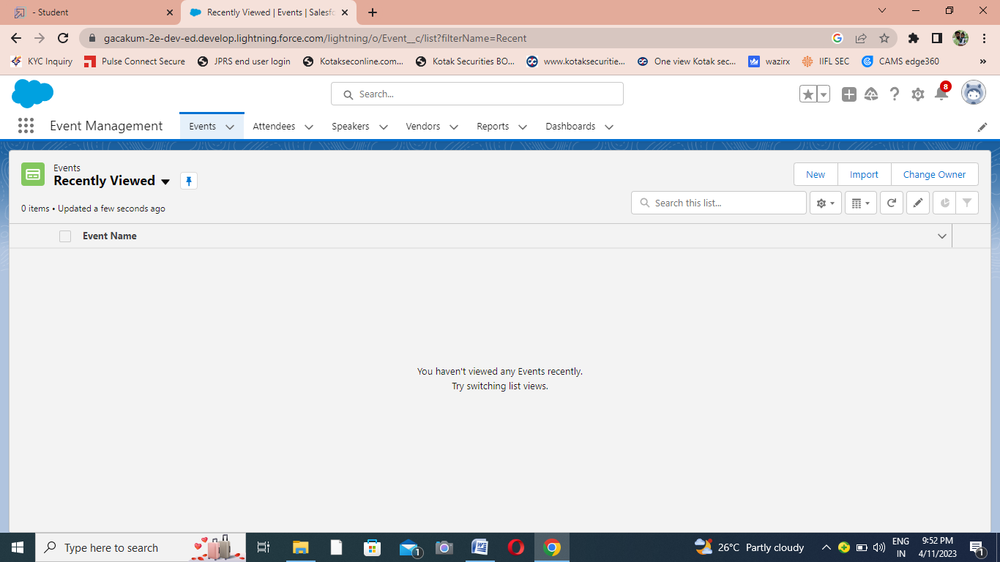 - Student
Recently Viewed | Events | Salesfo
gacakum-2e-dev-ed.develop.lightning.force.com/lightning/o/Event__c/list?filterName=Recent
KYC Inquiry
Pulse Connect Secure
JPRS end user login
Kotakseconline.com...
Kotak Securities BO...
www.kotaksecuritie...
One view Kotak sec...
wazirx
IIFL SEC
CAMS edge360
»
Search...
8
Event Management
Events
Attendees
Speakers
Vendors
Reports
Dashboards
Events
Recently Viewed
New
Import
Change Owner
0 items • Updated a few seconds ago
Search this list...
Event Name
You haven't viewed any Events recently.
Try switching list views.
Type here to search
1
26°C Partly cloudy
ENG
IN
9:52 PM
4/11/2023
1